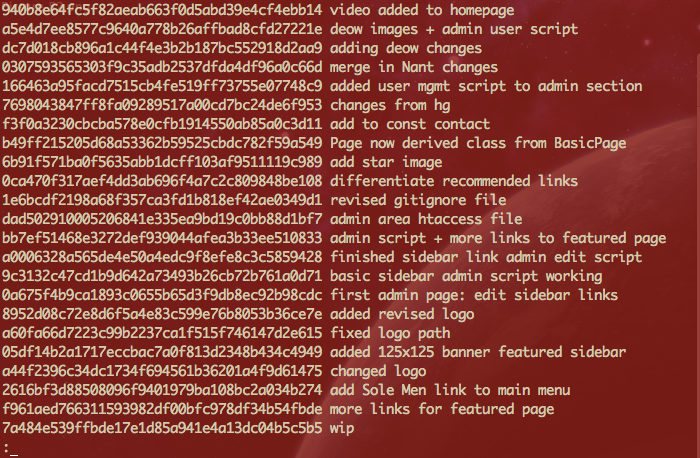 940b8e64fc5f82aeab663f0d5abd39e4cf4ebb14 video added to homepage
a5e4d7ee8577c9640a778b26affbad8cfd27221e deow images + admin user script
dc7d018cb896a1c44f4e3b2b187bc552918d2aa9 adding deow changes
0307593565303f9c35adb2537dfda4df96a0c66d merge in Nant changes
166463a95facd7515cb4fe519ff73755e07748c9 added user mgmt script to admin section
7698043847ff8fa09289517a00cd7bc24de6f953 changes from hg
f3f0a3230cbcba578e0cfb1914550ab85a0c3d11 add to const contact
b49ff215205d68a53362b59525cbdc782f59a549 Page now derived class from BasicPage
6b91f571ba0f5635abb1dcff103af9511119c989 add star image
0ca470f317aef4dd3ab696f4a7c2c809848be108 differentiate recommended links
1e6bcdf2198a68f357ca3fd1b818ef42ae0349d1 revised gitignore file
dad502910005206841e335ea9bd19c0bb88d1bf7 admin area htaccess file
bb7ef51468e3272def939044afea3b33ee510833 admin script + more links to featured page
a0006328a565de4e50a4edc9f8efe8c3c5859428 finished sidebar link admin edit script
9c3132c47cd1b9d642a73493b26cb72b761a0d71 basic sidebar admin script working
0a675f4b9ca1893c0655b65d3f9db8ec92b98cdc first admin page: edit sidebar links
8952d08c72e8d6f5a4e83c599e76b8053b36ce7e added revised logo
a60fa66d7223c99b2237ca1f515f746147d2e615 fixed logo path
05df14b2a1717eccbac7a0f813d2348b434c4949 added 125x125 banner featured sidebar
a44f2396c34dc1734f694561b36201a4f9d61475 changed logo
2616bf3d88508096f9401979ba108bc2a034b274 add Sole Men link to main menu
f961aed766311593982df00bfc978df34b54fbde more links for featured page
7a484e539ffbde17e1d85a941e4a13dc04b5c5b5 wip
:_